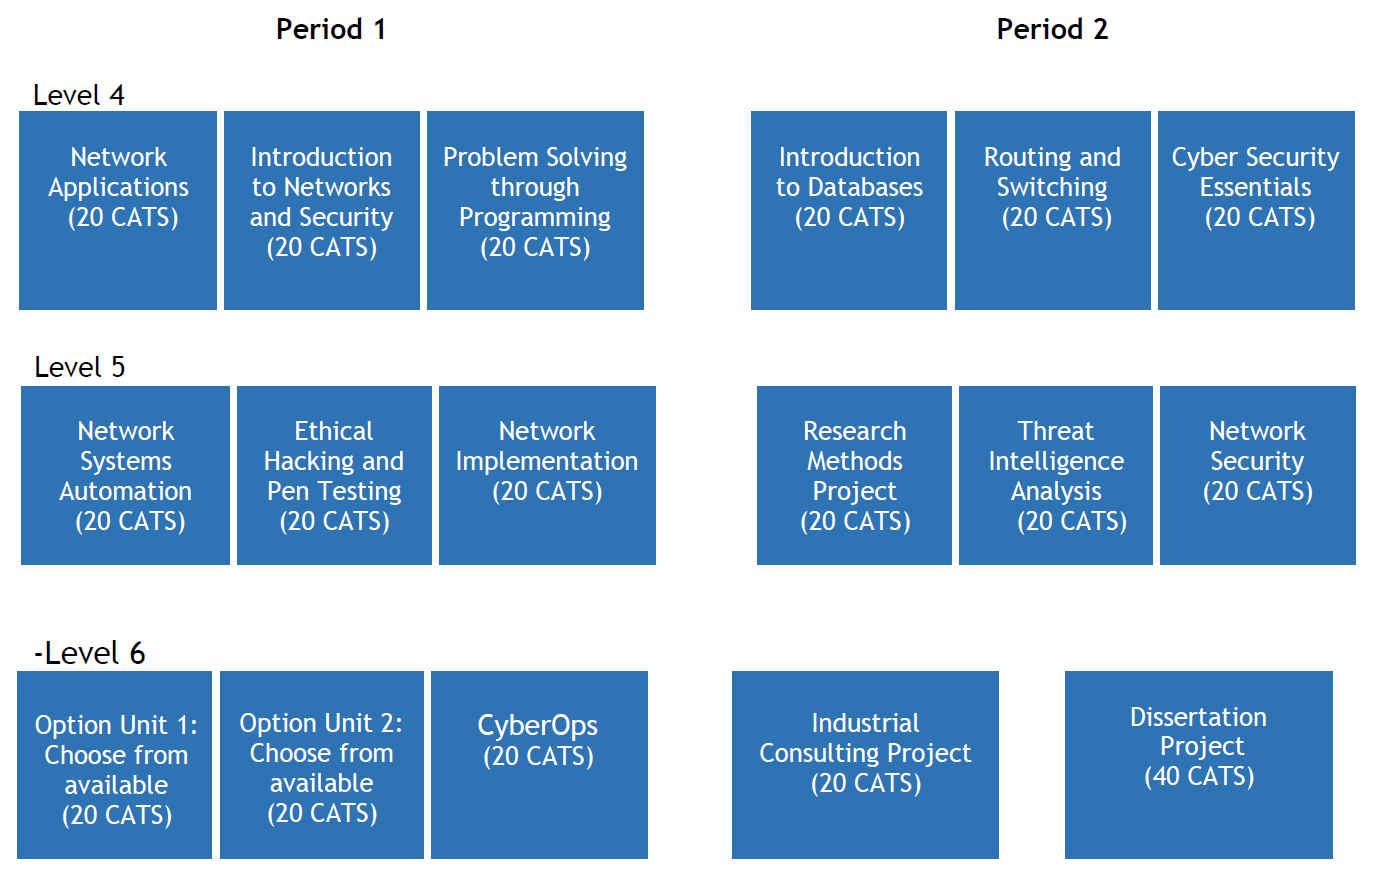 Period 1
Period 2
Level 4
Network
Applications
(20 CATS)
Introduction
to Networks
and Security
(20 CATS)
Problem Solving
through
Programming
(20 CATS)
Introduction
to Databases
(20 CATS)
Routing and
Switching
(20 CATS)
Cyber Security
Essentials
(20 CATS)
Level 5
Network
Systems
Automation
(20 CATS)
Ethical
Hacking and
Pen Testing
(20 CATS)
Network
Implementation
(20 CATS)
Research
Methods
Project
(20 CATS)
Threat
Intelligence
Analysis
(20 CATS)
Network
Security
(20 CATS)
-Level 6
Option Unit 1:
Choose from
available
(20 CATS)
Option Unit 2:
Choose from
available
(20 CATS)
CyberOps
(20 CATS)
Industrial
Consulting Project
(20 CATS)
Dissertation
Project
(40 CATS)